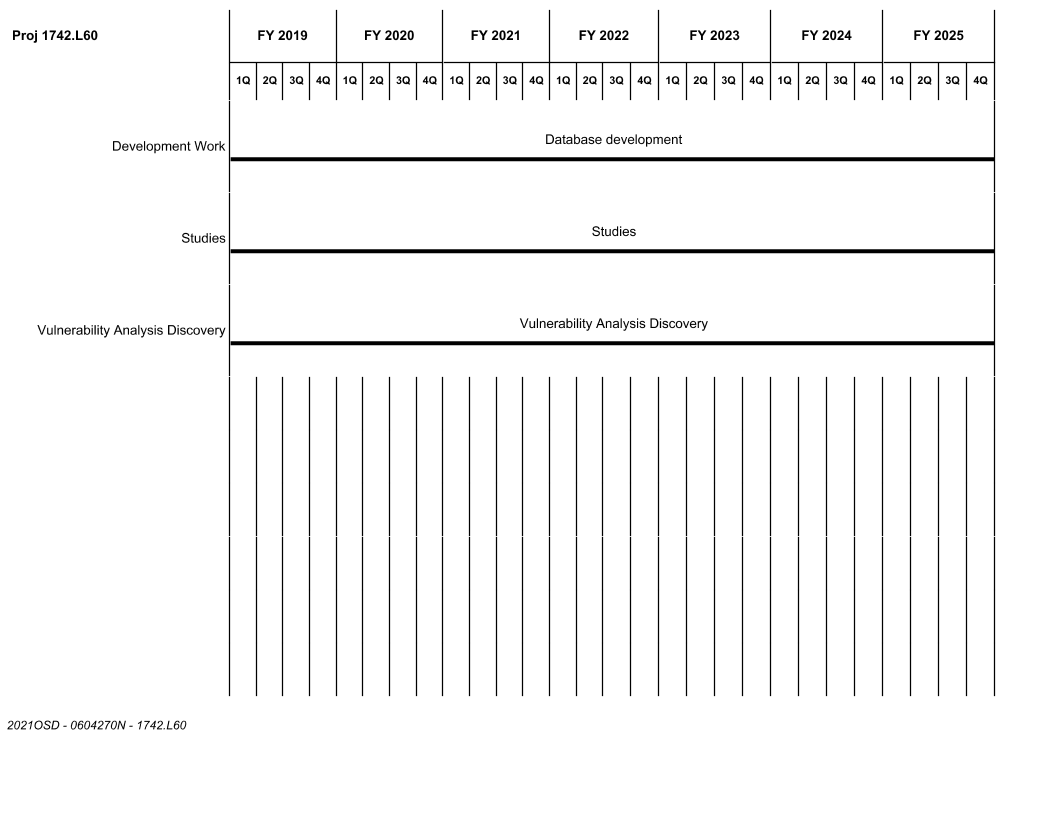 Proj 1742.L60 FY 2019 FY 2020 FY 2021 FY 2022 FY 2023 FY 2024 FY 2025
1Q 2Q 3Q 4Q 1Q 2Q 3Q 4Q 1Q 2Q 3Q 4Q 1Q 2Q 3Q 4Q 1Q 2Q 3Q 4Q 1Q 2Q 3Q 4Q 1Q 2Q 3Q 4Q
Database development
Development Work
Studies
Studies
Vulnerability Analysis Discovery
Vulnerability Analysis Discovery
2021OSD - 0604270N - 1742.L60